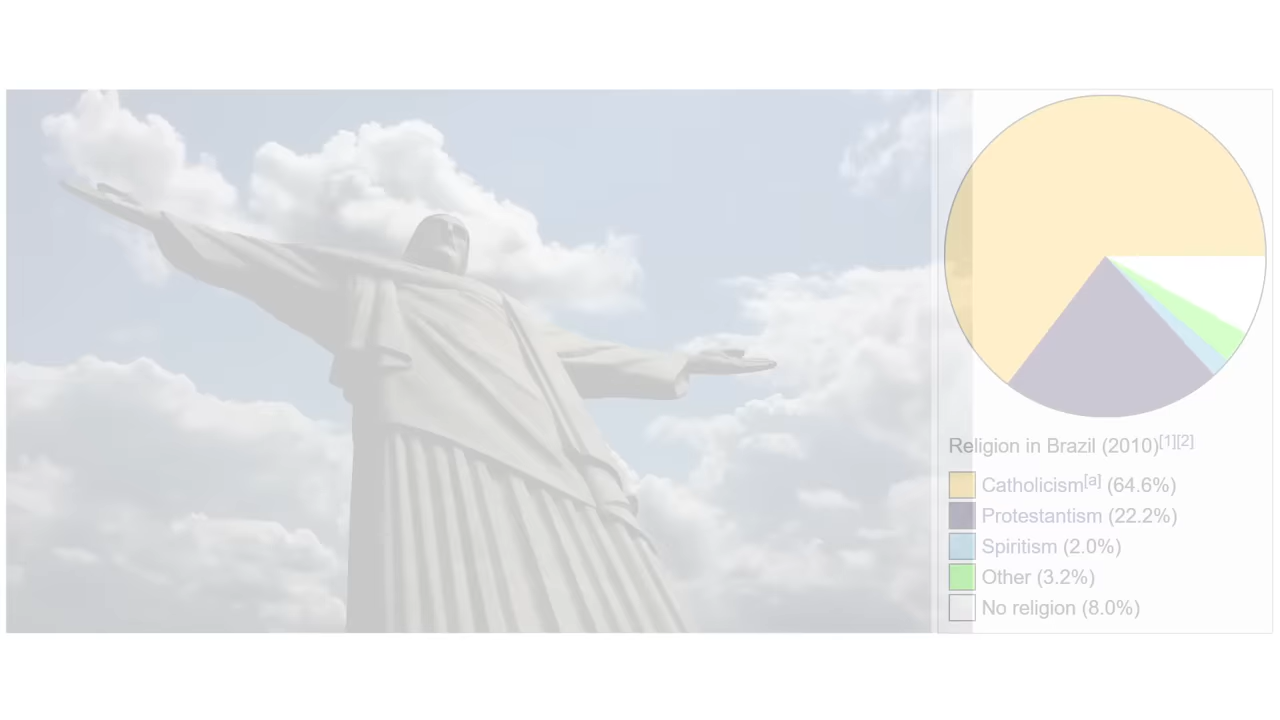 Religion in Brazil (2010)[1][2]
Catholicism[a] (64.6%)
Protestantism (22.2%)
Spiritism (2.0%)
Other (3.2%)
No religion (8.0%)